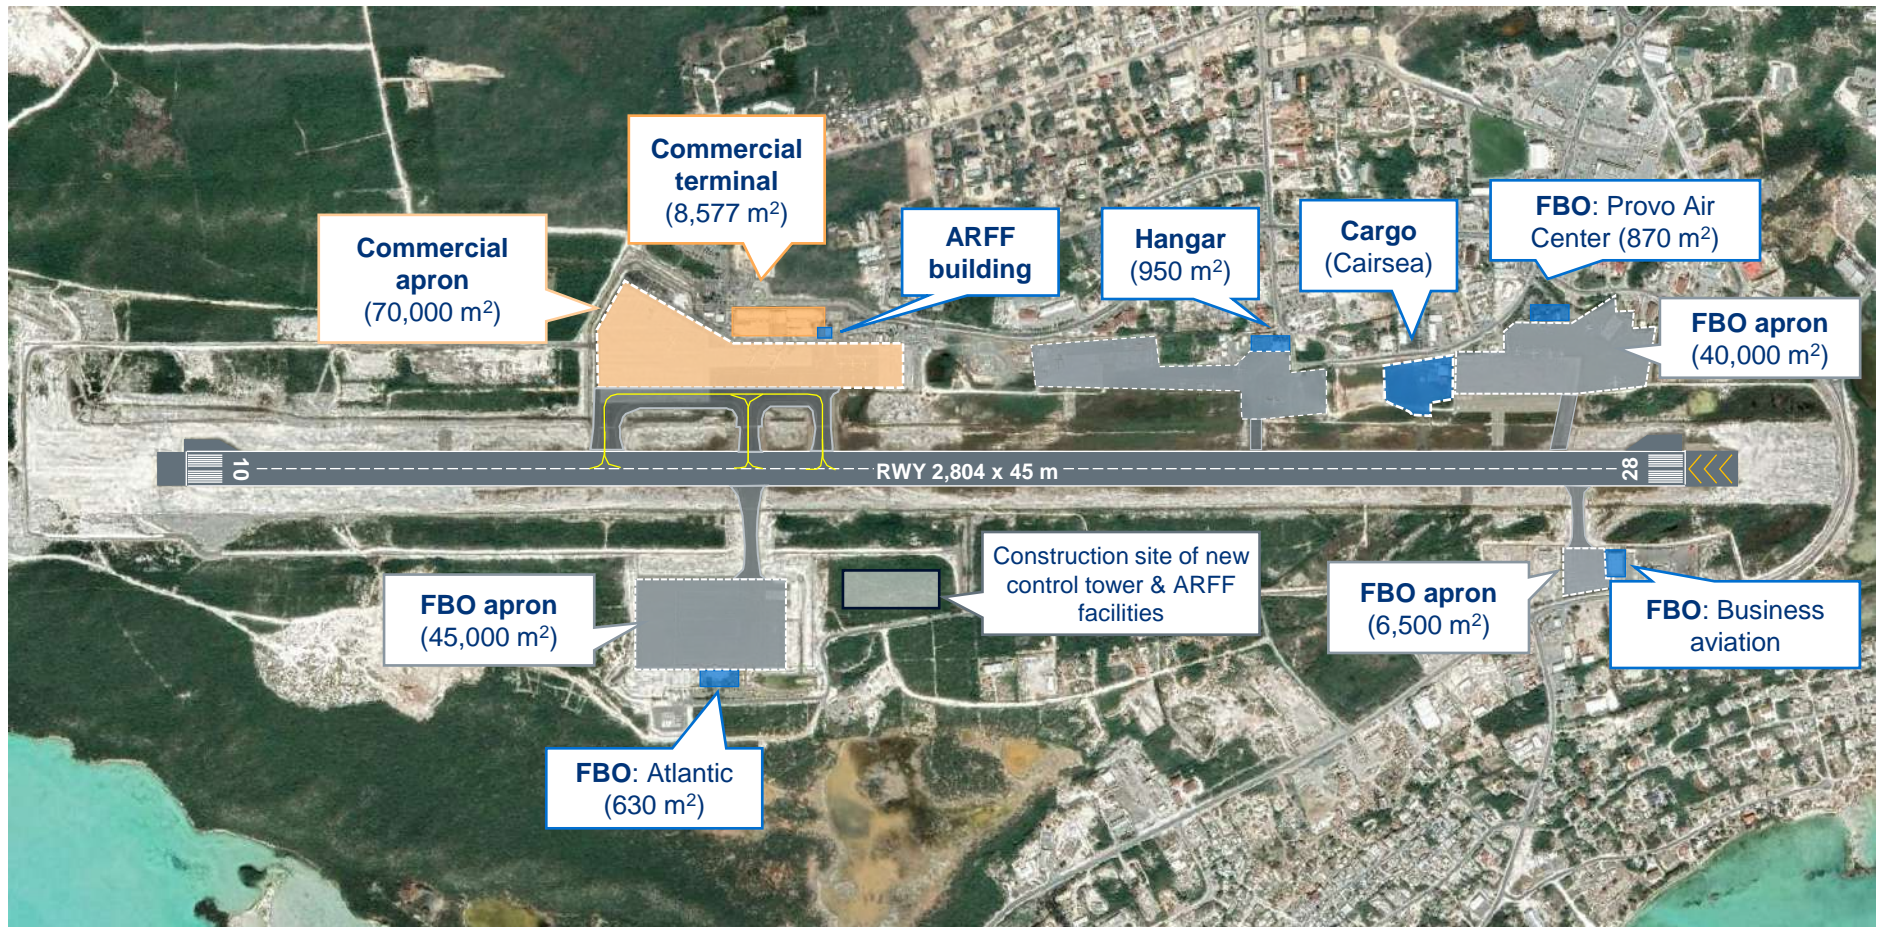 Commercial
terminal
(8,577 m²)
FBO: Provo Air
Center (870 m²)
Commercial
apron
(70,000 m²)
ARFF
building
Hangar
(950 m²)
Cargo
(Cairsea)
FBO apron
(40,000 m²)
10
RWY 2,804 x 45 m
28
Construction site of new
control tower & ARFF
facilities
FBO apron
(45,000 m²)
FBO apron
(6,500 m²)
FBO: Business
aviation
FBO: Atlantic
(630 m²)